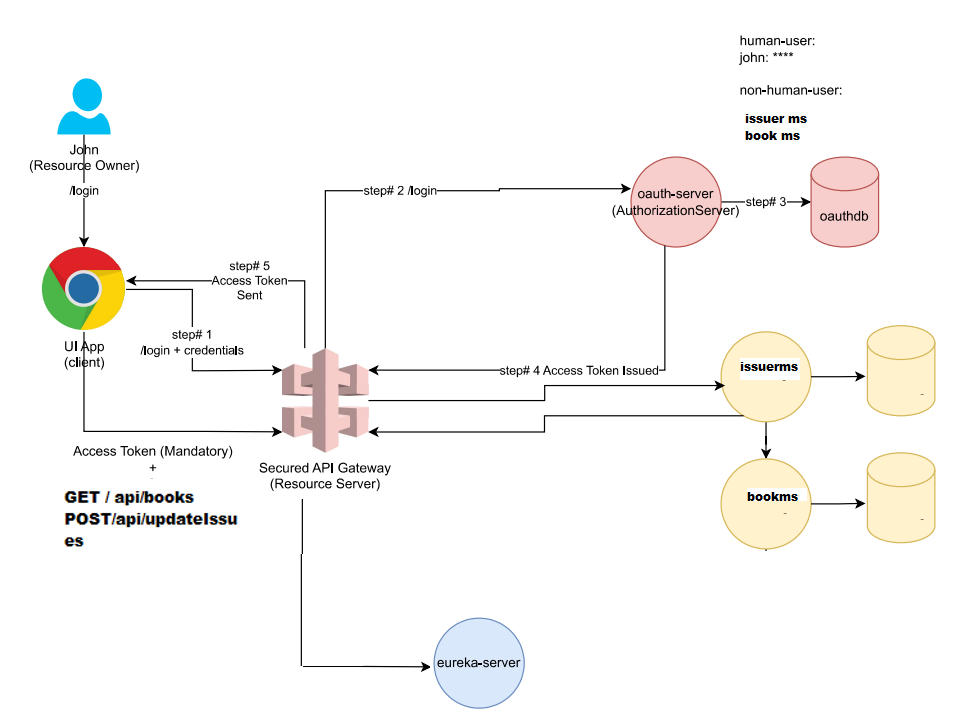 human-user:
john: ****
non-human-user:
issuer ms
book ms
John
(Resource Owner)
/login
step# 2 /login
oauth-server
(AuthorizationServer)
step# 3
oauthdb
step# 5
Access Token
Sent
step# 1
/login + credentials
UI App
(client)
step# 4 Access Token Issued
issuerms
Access Token (Mandatory)
+
GET / api/books
POST/api/updateIssu
es
Secured API Gateway
(Resource Server)
bookms
eureka-server